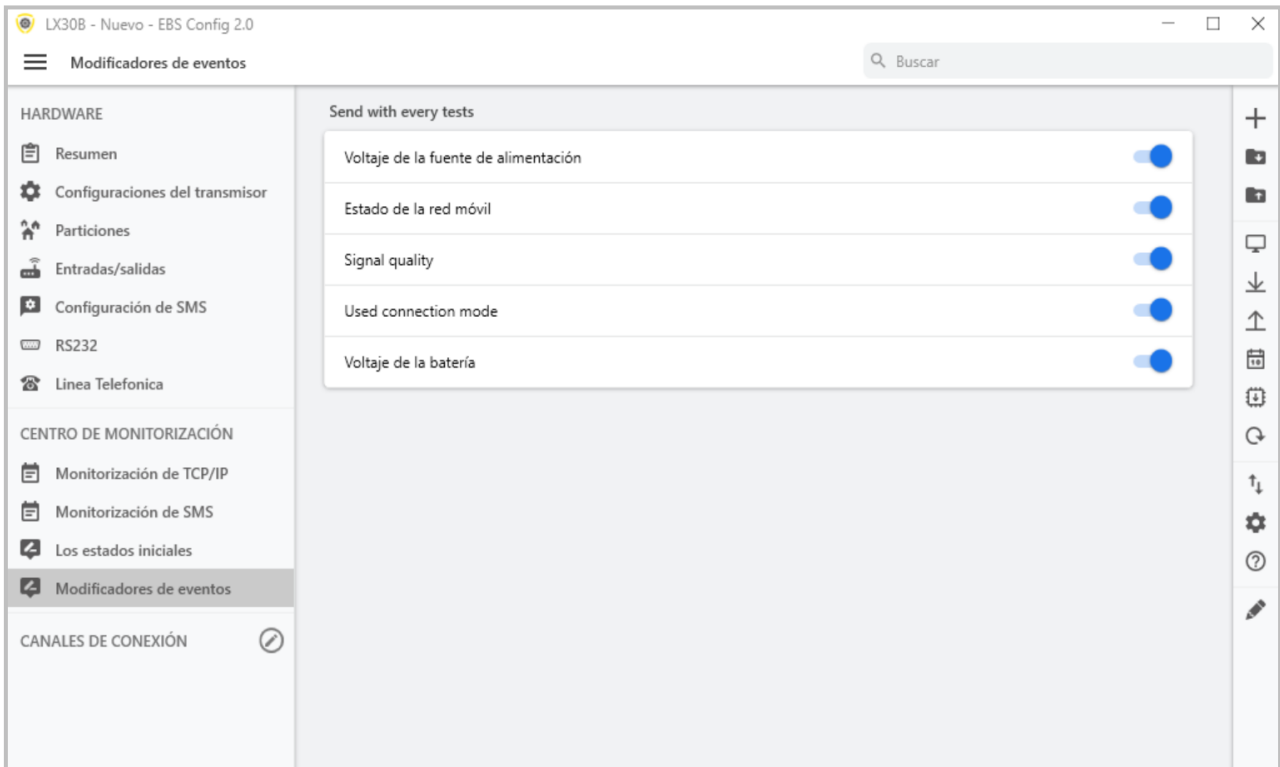 LX30B - Nuevo - EBS Config 2.0
Modificadores de eventos
Buscar
HARDWARE
Resumen
Configuraciones del transmisor
Particiones
Entradas/salidas
Configuración de SMS
RS232
Linea Telefonica
CENTRO DE MONITORIZACIÓN
Monitorización de TCP/IP
Monitorización de SMS
Los estados iniciales
Modificadores de eventos
CANALES DE CONEXIÓN
Send with every tests
Voltaje de la fuente de alimentación
Estado de la red móvil
Signal quality
Used connection mode
Voltaje de la batería
10